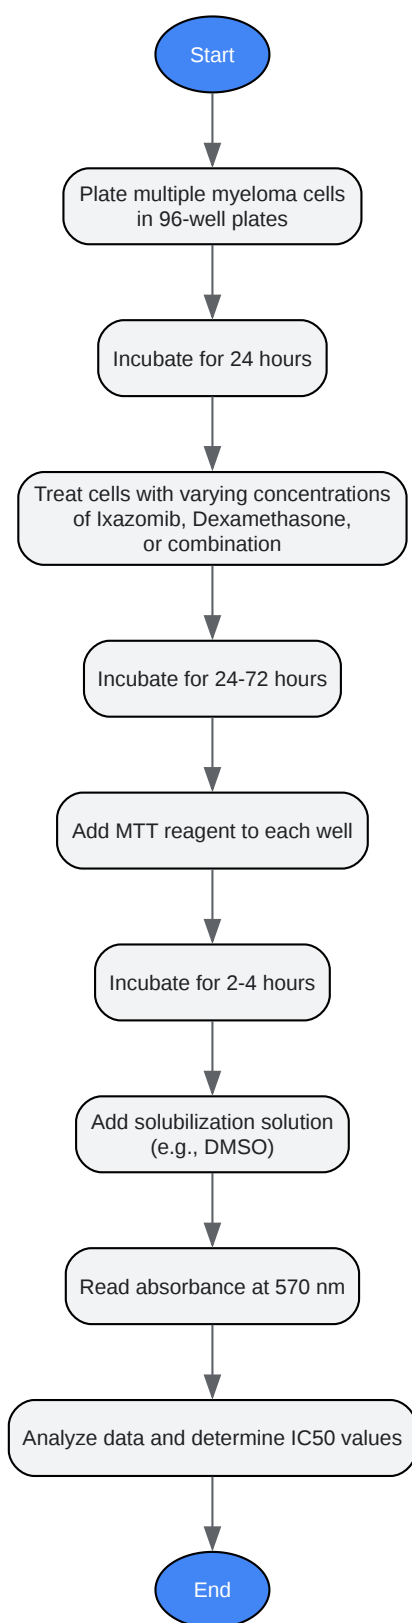 Start
Plate multiple myeloma cells
in 96-well plates
Incubate for 24 hours
Treat cells with varying concentrations
of Ixazomib, Dexamethasone,
or combination
Incubate for 24-72 hours
Add MTT reagent to each well
Incubate for 2-4 hours
Add solubilization solution
(e.g., DMSO)
Read absorbance at 570 nm
Analyze data and determine IC50 values
End